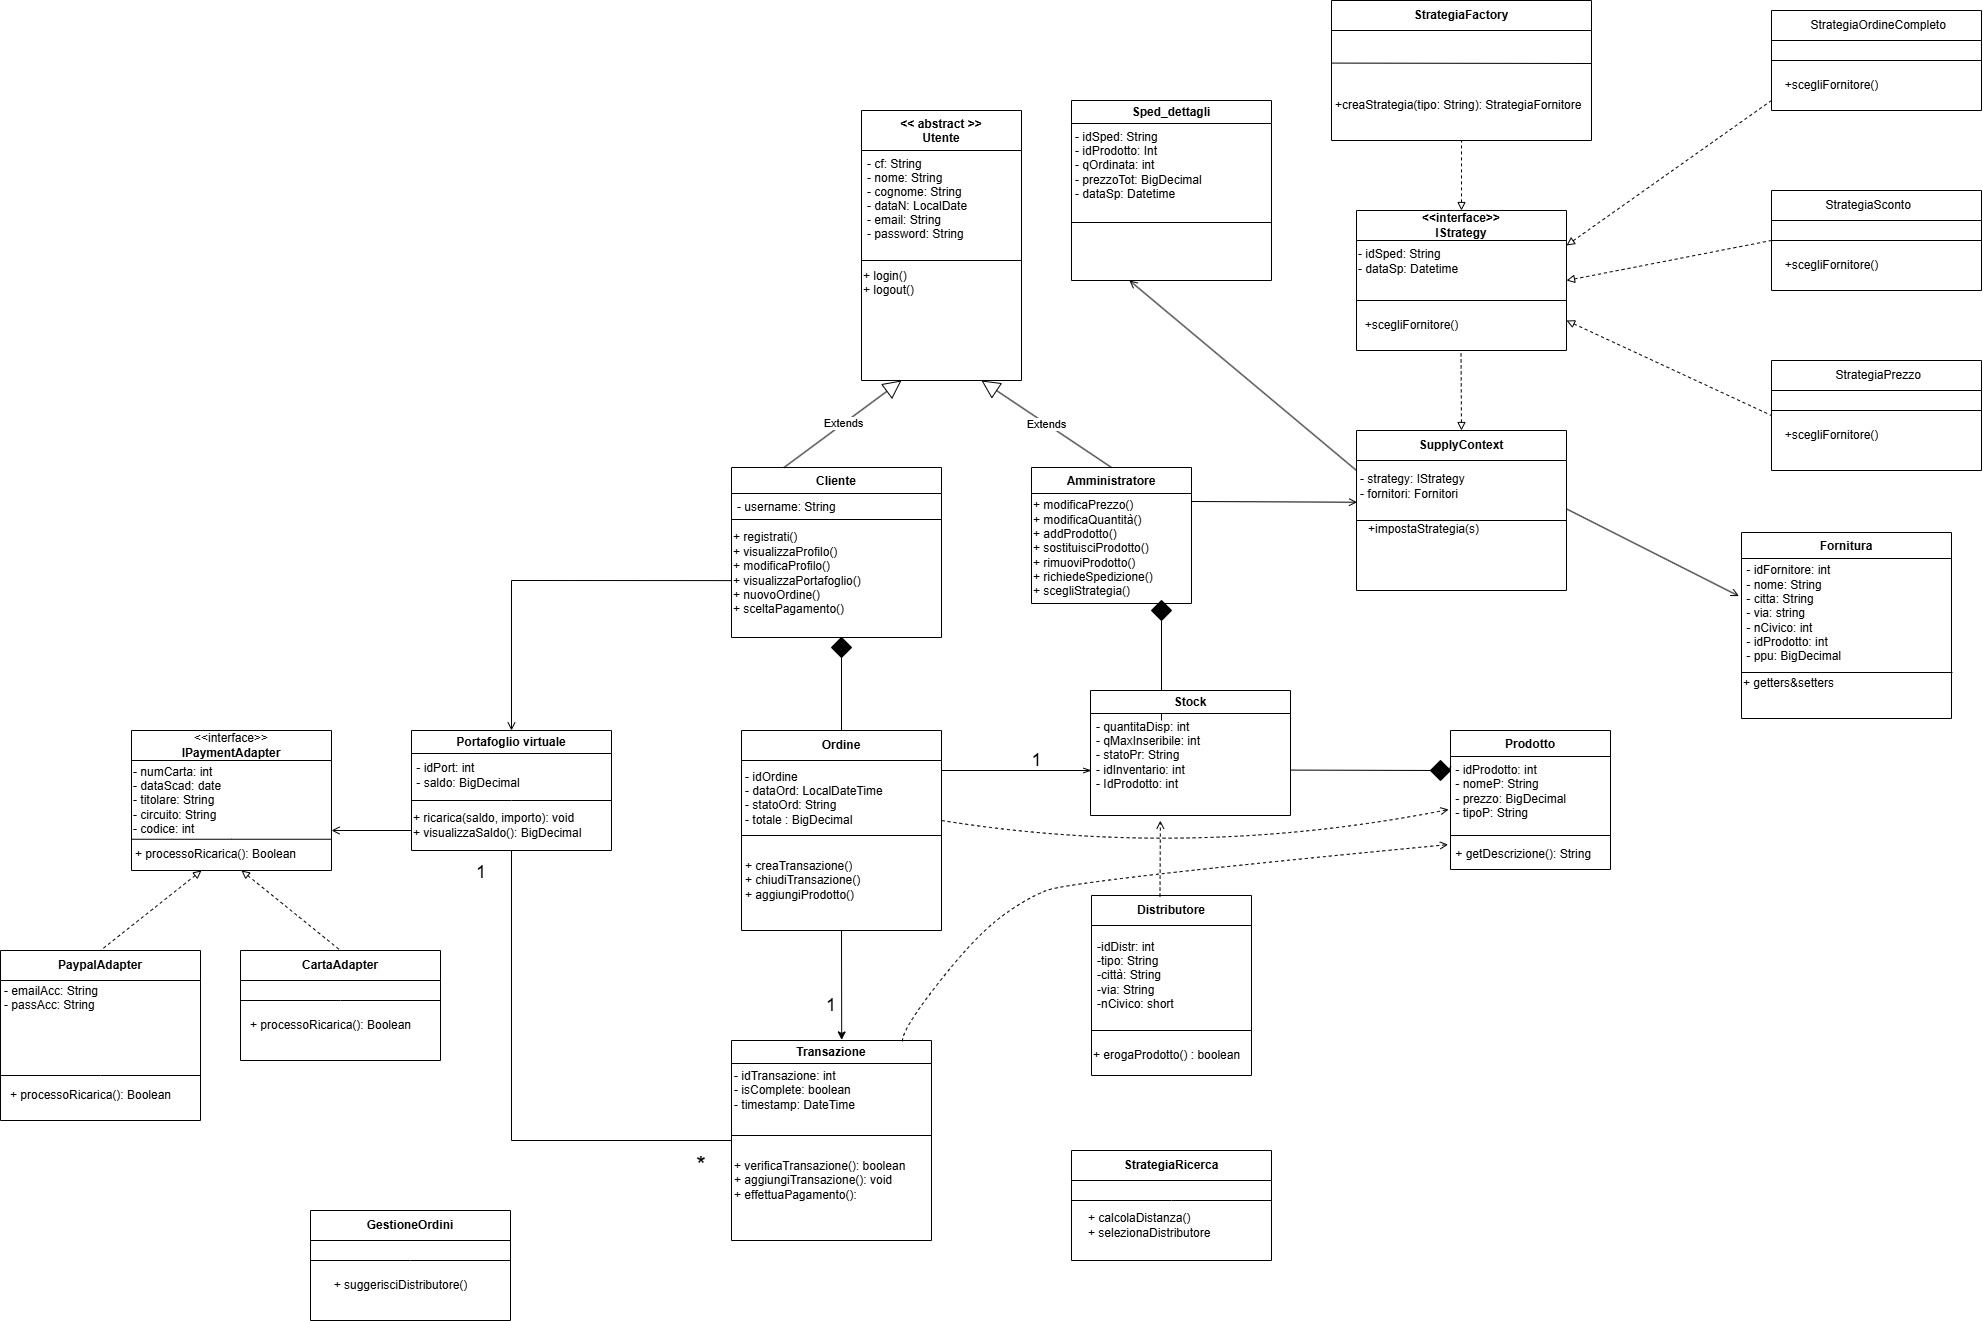 StrategiaFactory
+creaStrategia(tipo: String): StrategiaFornitore
StrategiaOrdineCompleto
+scegliFornitore()
<< abstract >>
Utente
- cf: String
- nome: String
- cognome: String
- dataN: LocalDate
- email: String
- password: String
+ login()
+ logout()
Sped_dettagli
- idSped: String
- idProdotto: Int
- qOrdinata: int
- prezzoTot: BigDecimal
- dataSp: Datetime
<<interface>>
IStrategy
- idSped: String
- dataSp: Datetime
+scegliFornitore()
StrategiaSconto
+scegliFornitore()
StrategiaPrezzo
+scegliFornitore()
Extends
Extends
Cliente
- username: String
+ registrati()
+ visualizzaProfilo()
+ modificaProfilo()
+ visualizzaPortafoglio()
+ nuovoOrdine()
+ sceltaPagamento()
Amministratore
+ modificaPrezzo()
+ modificaQuantità()
+ addProdotto()
+ sostituisciProdotto()
+ rimuoviProdotto()
+ richiedeSpedizione()
+ scegliStrategia()
SupplyContext
- strategy: IStrategy
- fornitori: Fornitori
+impostaStrategia(s)
Fornitura
- idFornitore: int
- nome: String
- citta: String
- via: string
- nCivico: int
- idProdotto: int
- ppu: BigDecimal
+ getters&setters
<<interface>>
IPaymentAdapter
- numCarta: int
- dataScad: date
- titolare: String
- circuito: String
- codice: int
+ processoRicarica(): Boolean
Portafoglio virtuale
- idPort: int
- saldo: BigDecimal
+ ricarica(saldo, importo): void
+ visualizzaSaldo(): BigDecimal
1
Ordine
- idOrdine
- dataOrd: LocalDateTime
- statoOrd: String
- totale : BigDecimal
+ creaTransazione()
+ chiudiTransazione()
+ aggiungiProdotto()
1
Stock
- quantitaDisp: int
- qMaxInseribile: int
- statoPr: String
- idInventario: int
- IdProdotto: int
Prodotto
- idProdotto: int
- nomeP: String
- prezzo: BigDecimal
- tipoP: String
+ getDescrizione(): String
PaypalAdapter
- emailAcc: String
- passAcc: String
+ processoRicarica(): Boolean
CartaAdapter
+ processoRicarica(): Boolean
1
Distributore
-idDistr: int
-tipo: String
-città: String
-via: String
-nCivico: short
+ erogaProdotto() : boolean
Transazione
- idTransazione: int
- isComplete: boolean
- timestamp: DateTime
+ verificaTransazione(): boolean
+ aggiungiTransazione(): void
+ effettuaPagamento():
*
StrategiaRicerca
+ calcolaDistanza()
+ selezionaDistributore
GestioneOrdini
+ suggerisciDistributore()